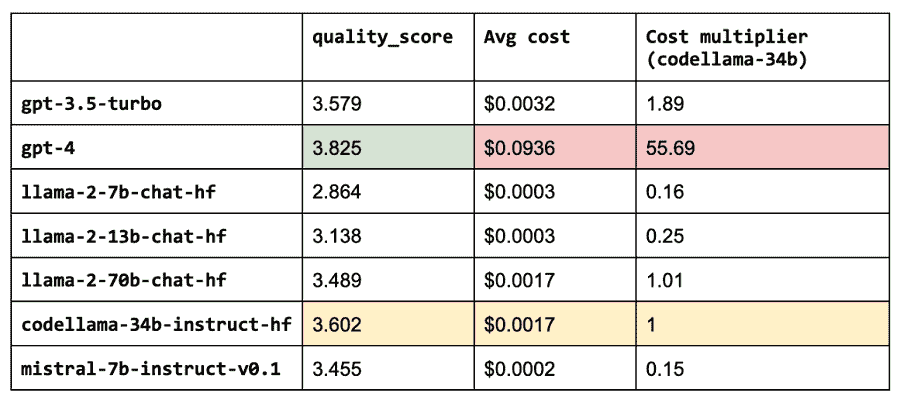 quality_score Avg cost Cost multiplier
(codellama-34b)
gpt-3.5-turbo 3.579 $0.0032 1.89
gpt-4 3.825 $0.0936 55.69
llama-2-7b-chat-hf 2.864 $0.0003 0.16
llama-2-13b-chat-hf 3.138 $0.0003 0.25
llama-2-70b-chat-hf 3.489 $0.0017 1.01
codellama-34b-instruct-hf 3.602 $0.0017 1
mistral-7b-instruct-v0.1 3.455 $0.0002 0.15